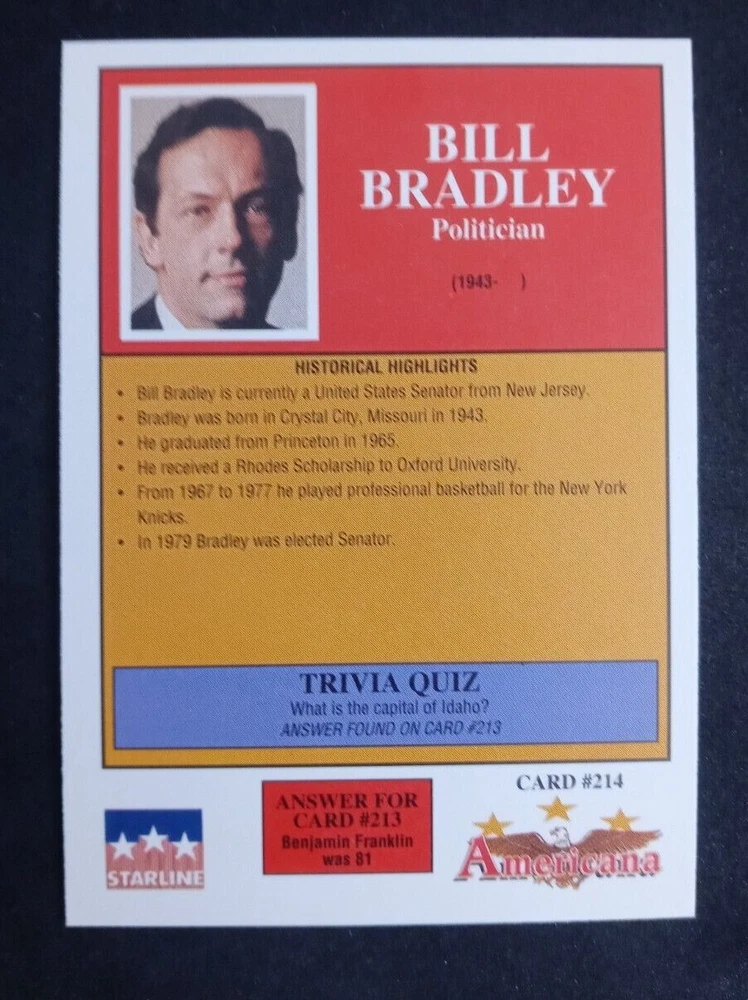 BILL
BRADLEY
Politician
(1943-    )
HISTORICAL HIGHLIGHTS
• Bill Bradley is currently a United States Senator from New Jersey.
• Bradley was born in Crystal City, Missouri in 1943.
• He graduated from Princeton in 1965.
• He received a Rhodes Scholarship to Oxford University.
• From 1967 to 1977 he played professional basketball for the New York
Knicks.
• In 1979 Bradley was elected Senator.
TRIVIA QUIZ
What is the capital of Idaho?
ANSWER FOUND ON CARD #213
CARD #214
ANSWER FOR
CARD #213
Benjamin Franklin
was 81
STARLINE
Americana